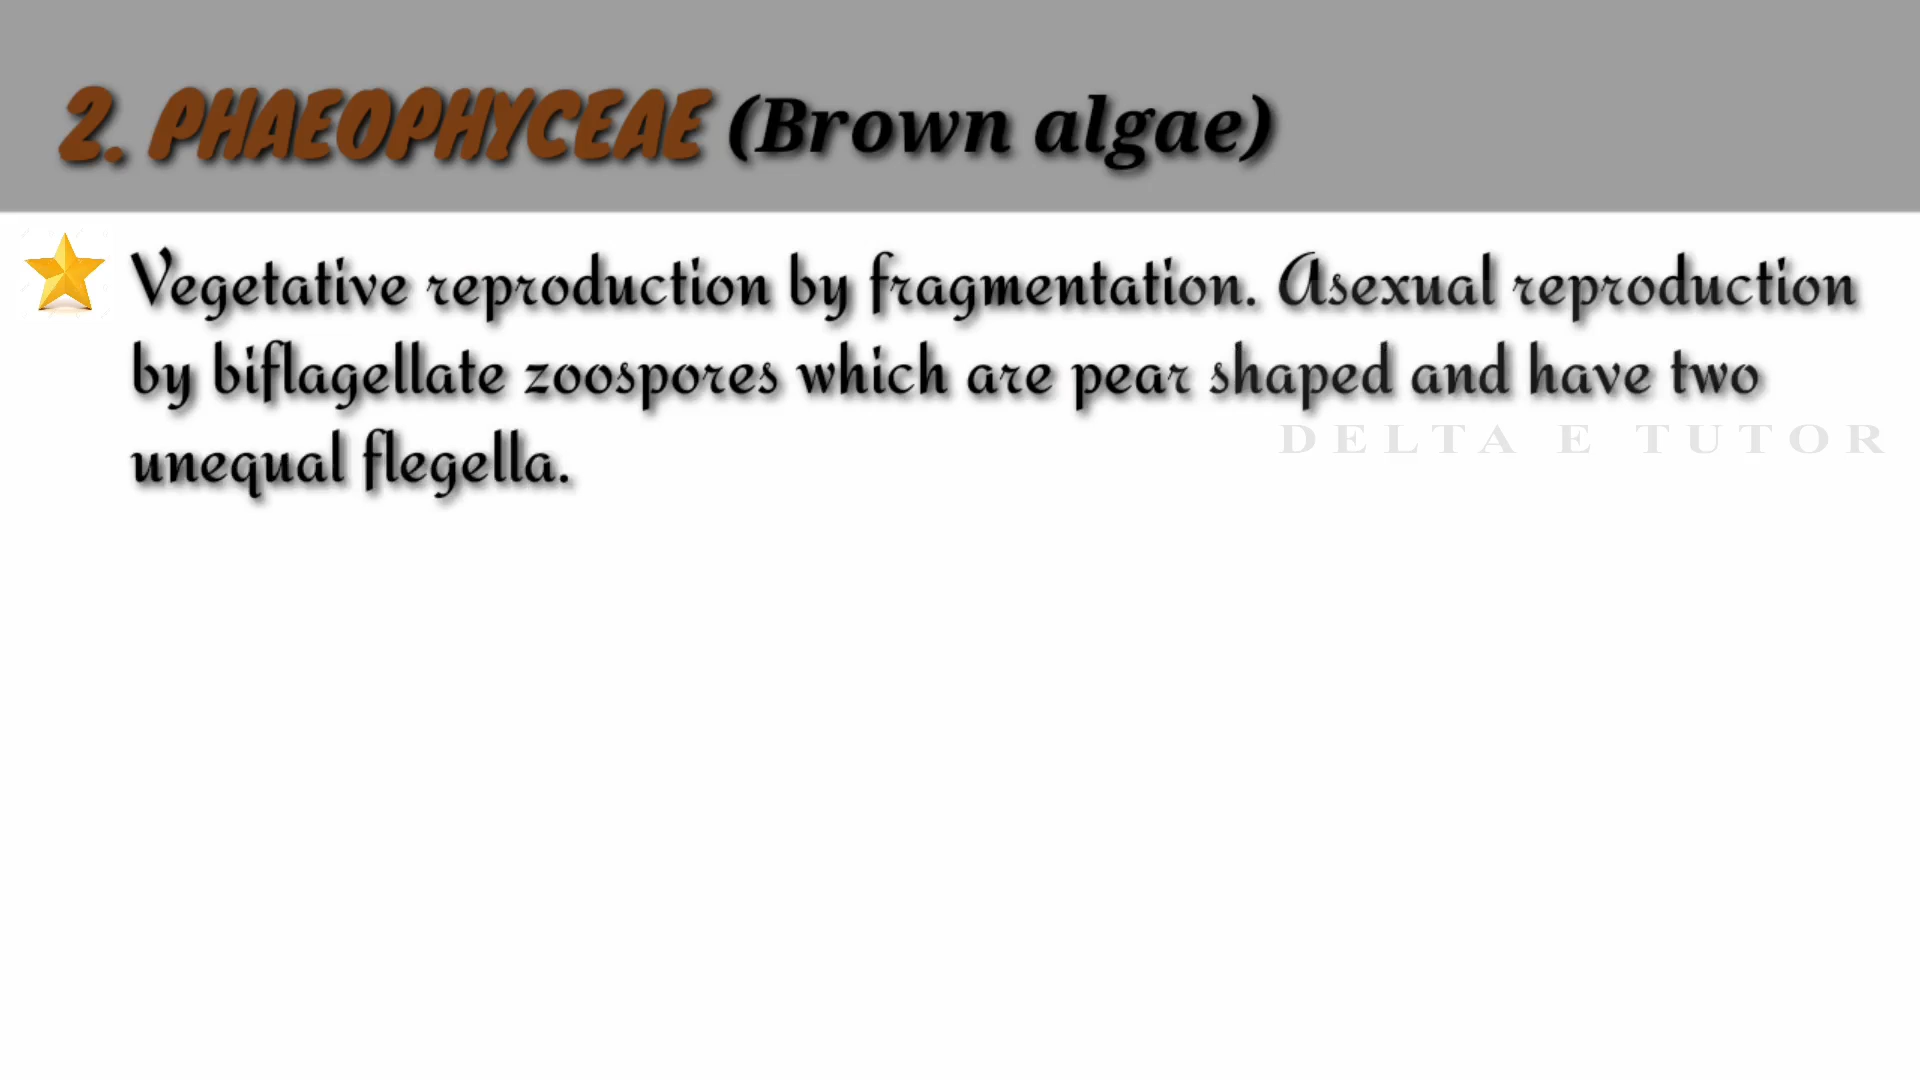 2. PHAEOPHYCEAE (Brown algae)
Vegetative reproduction by fragmentation. Asexual reproduction
by biflagellate zoospores which are pear shaped and have two
DELTA E TUTOR
unequal flegella.